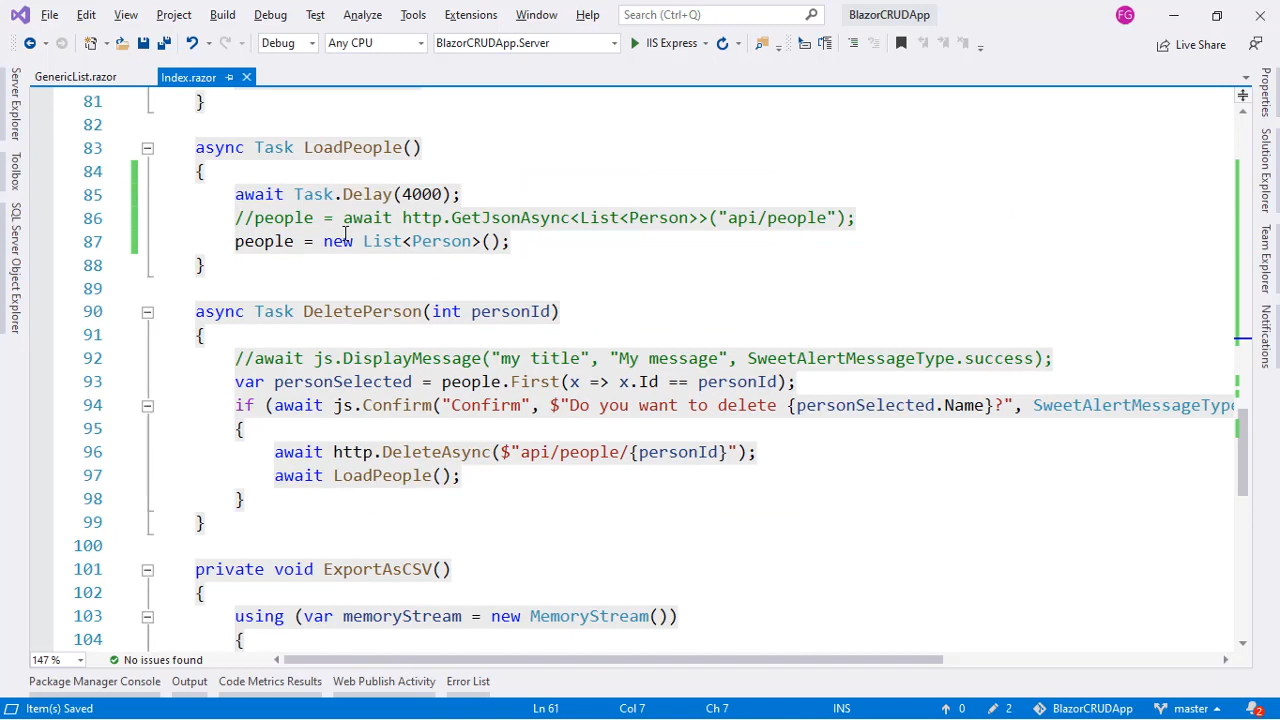 File Edit View Project Build Debug Test Analyze Tools Extensions Window Help Search (Ctrl+Q) BlazorCRUDApp FG
Debug Any CPU BlazorCRUDApp.Server IIS Express Live Share
GenericList.razor Index.razor
Server Explorer
Toolbox
SQL Server Object Explorer
81 }
82
83 async Task LoadPeople()
84 {
85 await Task.Delay(4000);
86 //people = await http.GetJsonAsync<List<Person>>("api/people");
87 people = new List<Person>();
88 }
89
90 async Task DeletePerson(int personId)
91 {
92 //await js.DisplayMessage("my title", "My message", SweetAlertMessageType.success);
93 var personSelected = people.First(x => x.Id == personId);
94 if (await js.Confirm("Confirm", $"Do you want to delete {personSelected.Name}?", SweetAlertMessageType
95 {
96 await http.DeleteAsync($"api/people/{personId}");
97 await LoadPeople();
98 }
99 }
100
101 private void ExportAsCSV()
102 {
103 using (var memoryStream = new MemoryStream())
104 {
Properties
Solution Explorer
Team Explorer
Notifications
147 % No issues found
Package Manager Console Output Code Metrics Results Web Publish Activity Error List
Item(s) Saved Ln 61 Col 7 Ch 7 INS 0 2 BlazorCRUDApp master 2